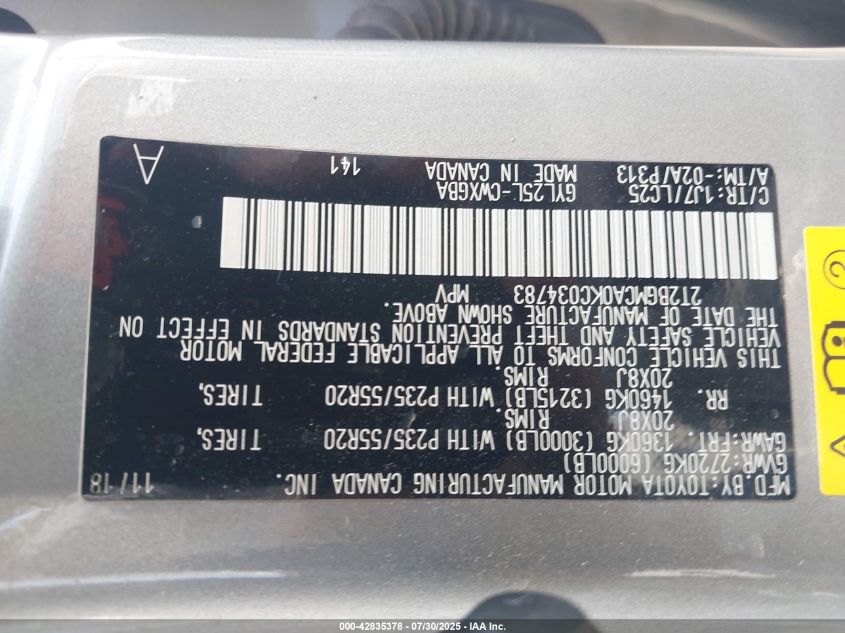 MFD.BY:TOYOTA MOTOR MANUFACTURING CANADA INC. 11/18
GVWR:2720KG (6000LB)
GAWR:FRT. 1360KG (3000LB) WITH P235/55R20 TIRES,
20X8J RIMS
RR. 1460KG (3215LB) WITH P235/55R20 TIRES,
20X8J RIMS
THIS VEHICLE CONFORMS TO ALL APPLICABLE FEDERAL MOTOR
VEHICLE SAFETY AND THEFT PREVENTION STANDARDS IN EFFECT ON
THE DATE OF MANUFACTURE SHOWN ABOVE.
2T2BGMCA0KC034783 MPV
C/TR:1J7/LC25 GYL25L-CWXGBA
A/TM:-02A/P313 MADE IN CANADA 141 A
2
000-42835378 - 07/30/2025 - IAA Inc.